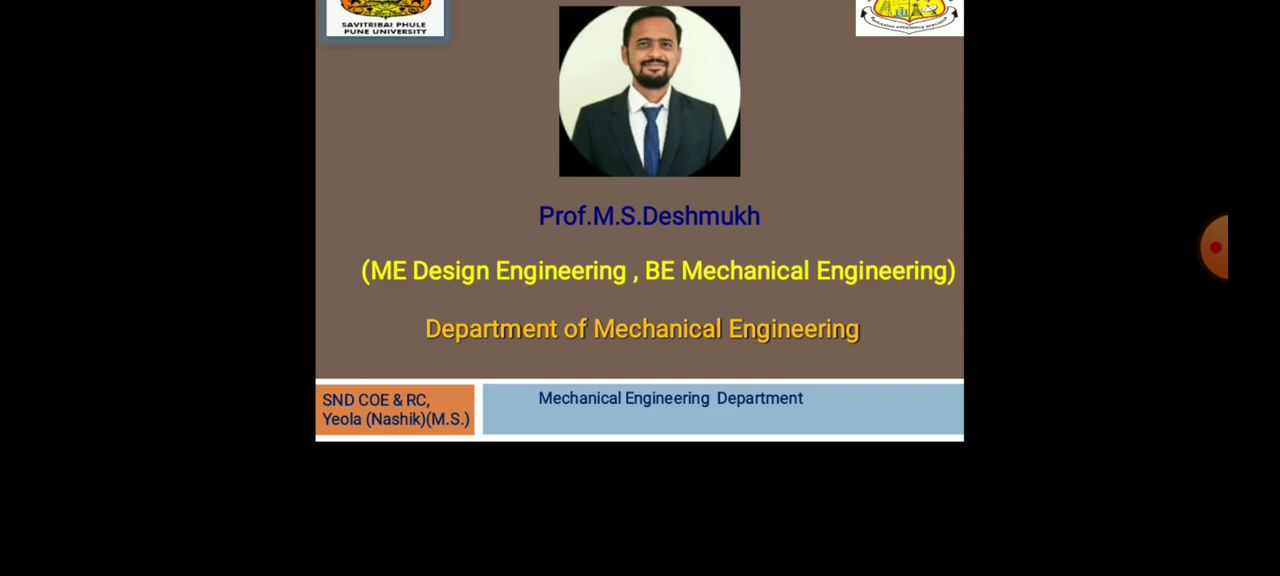 SAVITRIBAI PHULE
PUNE UNIVERSITY
Prof.M.S.Deshmukh
(ME Design Engineering , BE Mechanical Engineering)
Department of Mechanical Engineering
SND COE & RC,
Yeola (Nashik)(M.S.)
Mechanical Engineering Department